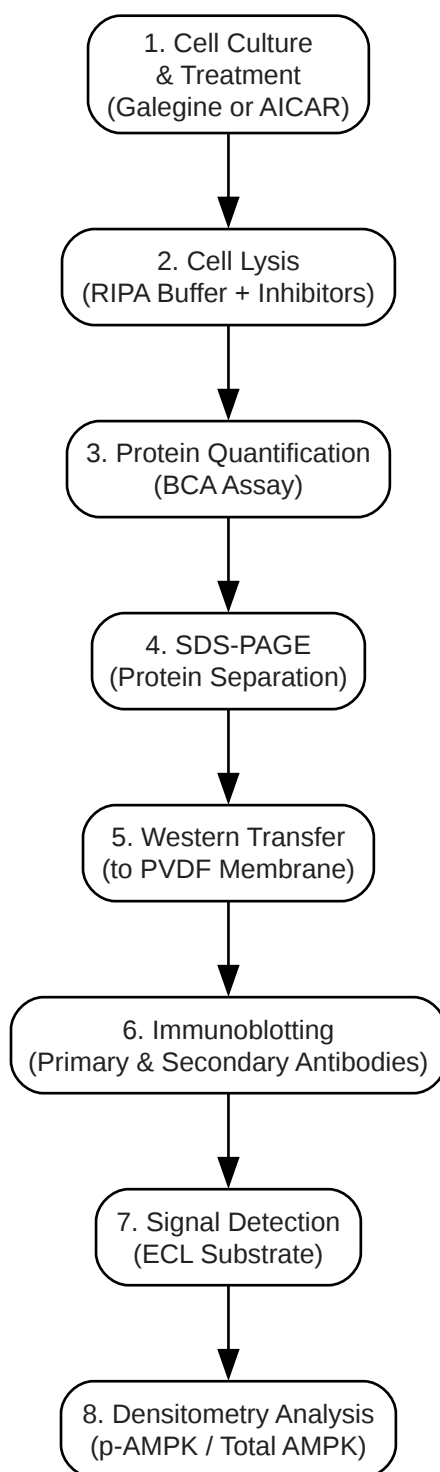 1. Cell Culture
& Treatment
(Galegine or AICAR)
2. Cell Lysis
(RIPA Buffer + Inhibitors)
3. Protein Quantification
(BCA Assay)
4. SDS-PAGE
(Protein Separation)
5. Western Transfer
(to PVDF Membrane)
6. Immunoblotting
(Primary & Secondary Antibodies)
7. Signal Detection
(ECL Substrate)
8. Densitometry Analysis
(p-AMPK / Total AMPK)